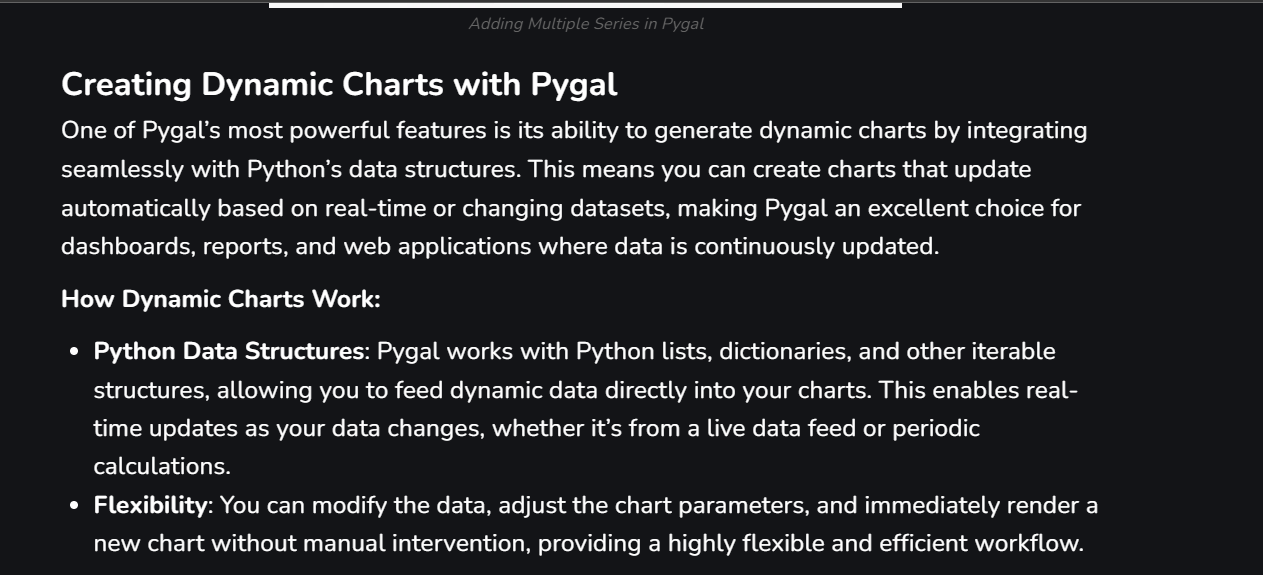 Adding Multiple Series in Pygal
Creating Dynamic Charts with Pygal
One of Pygal’s most powerful features is its ability to generate dynamic charts by integrating
seamlessly with Python’s data structures. This means you can create charts that update
automatically based on real-time or changing datasets, making Pygal an excellent choice for
dashboards, reports, and web applications where data is continuously updated.
How Dynamic Charts Work:
• Python Data Structures: Pygal works with Python lists, dictionaries, and other iterable
structures, allowing you to feed dynamic data directly into your charts. This enables real-
time updates as your data changes, whether it’s from a live data feed or periodic
calculations.
• Flexibility: You can modify the data, adjust the chart parameters, and immediately render a
new chart without manual intervention, providing a highly flexible and efficient workflow.